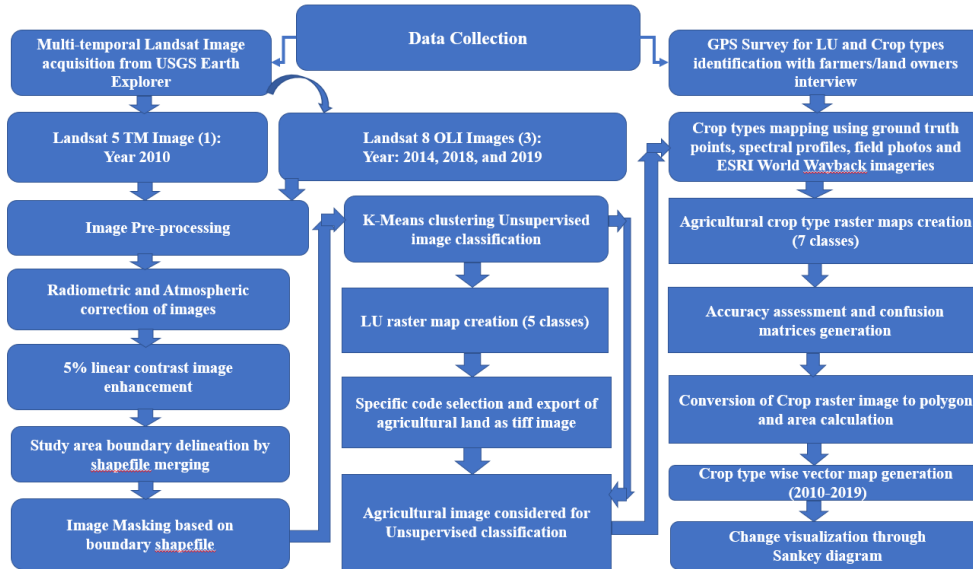 Data Collection
Multi-temporal Landsat Image
acquisition from USGS Earth
Explorer
Landsat 5 TM Image (1):
Year 2010
Landsat 8 OLI Images (3):
Year: 2014, 2018, and 2019
Image Pre-processing
Radiometric and Atmospheric
correction of images
5% linear contrast image
enhancement
Study area boundary delineation by
shapefile merging
Image Masking based on
boundary shapefile
K-Means clustering Unsupervised
image classification
LU raster map creation (5 classes)
Specific code selection and export of
agricultural land as tiff image
Agricultural image considered for
Unsupervised classification
GPS Survey for LU and Crop types
identification with farmers/land owners
interview
Crop types mapping using ground truth
points, spectral profiles, field photos and
ESRI World Wayback imageries
Agricultural crop type raster maps creation
(7 classes)
Accuracy assessment and confusion
matrices generation
Conversion of Crop raster image to polygon
and area calculation
Crop type wise vector map generation
(2010-2019)
Change visualization through
Sankey diagram